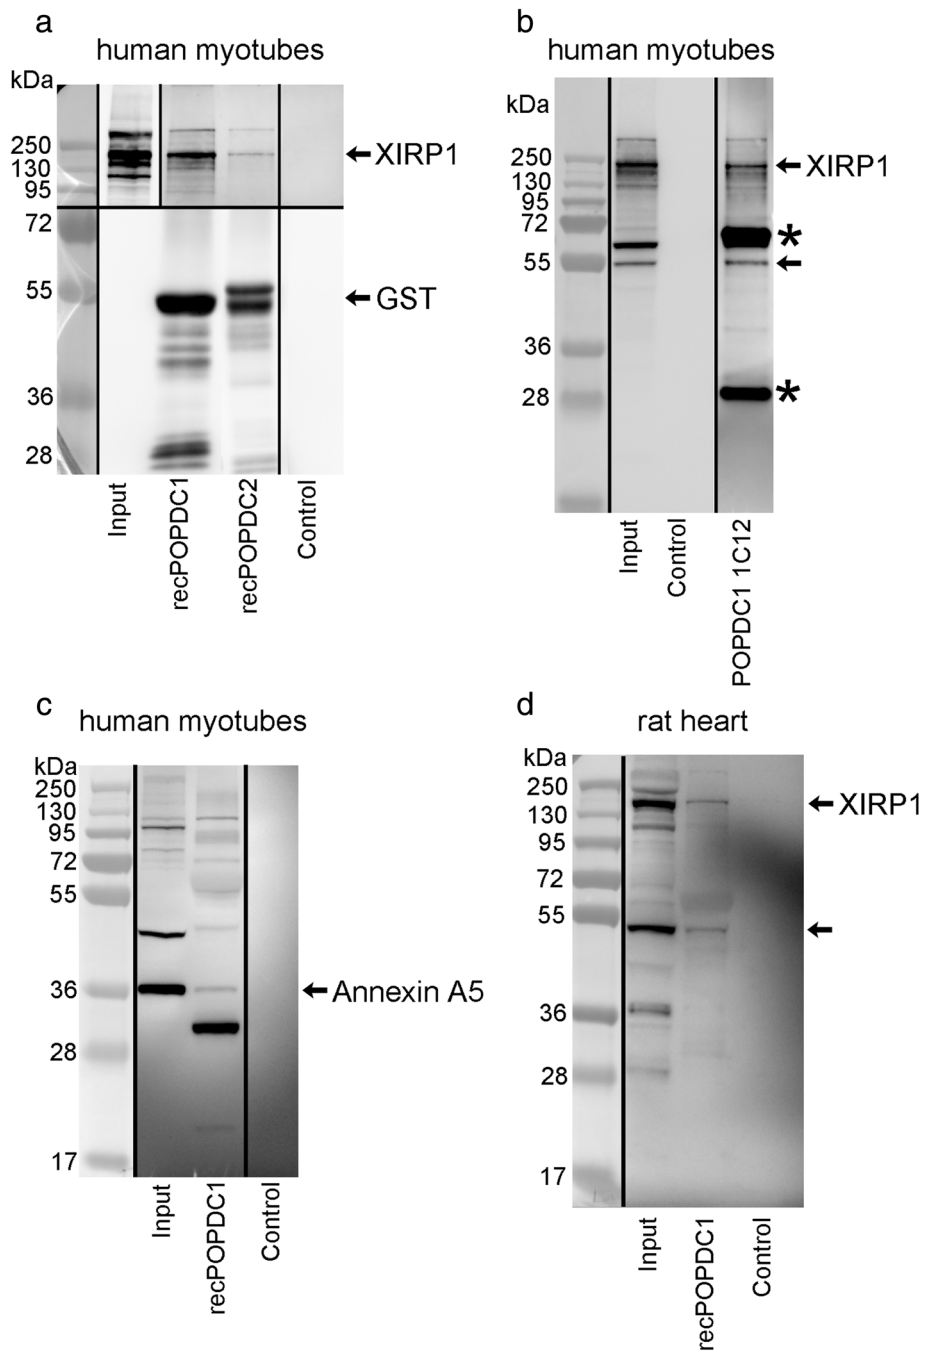 a
human myotubes
kDa
250
130
95
72
55
36
28
XIRP1
GST
Input
recPOPDC1
recPOPDC2
Control
b
human myotubes
kDa
250
130
95
72
55
36
28
XIRP1
*
*
Input
Control
POPDC1 1C12
c
human myotubes
kDa
250
130
95
72
55
36
28
17
Annexin A5
Input
recPOPDC1
Control
d
rat heart
kDa
250
130
95
72
55
36
28
17
XIRP1
Input
recPOPDC1
Control